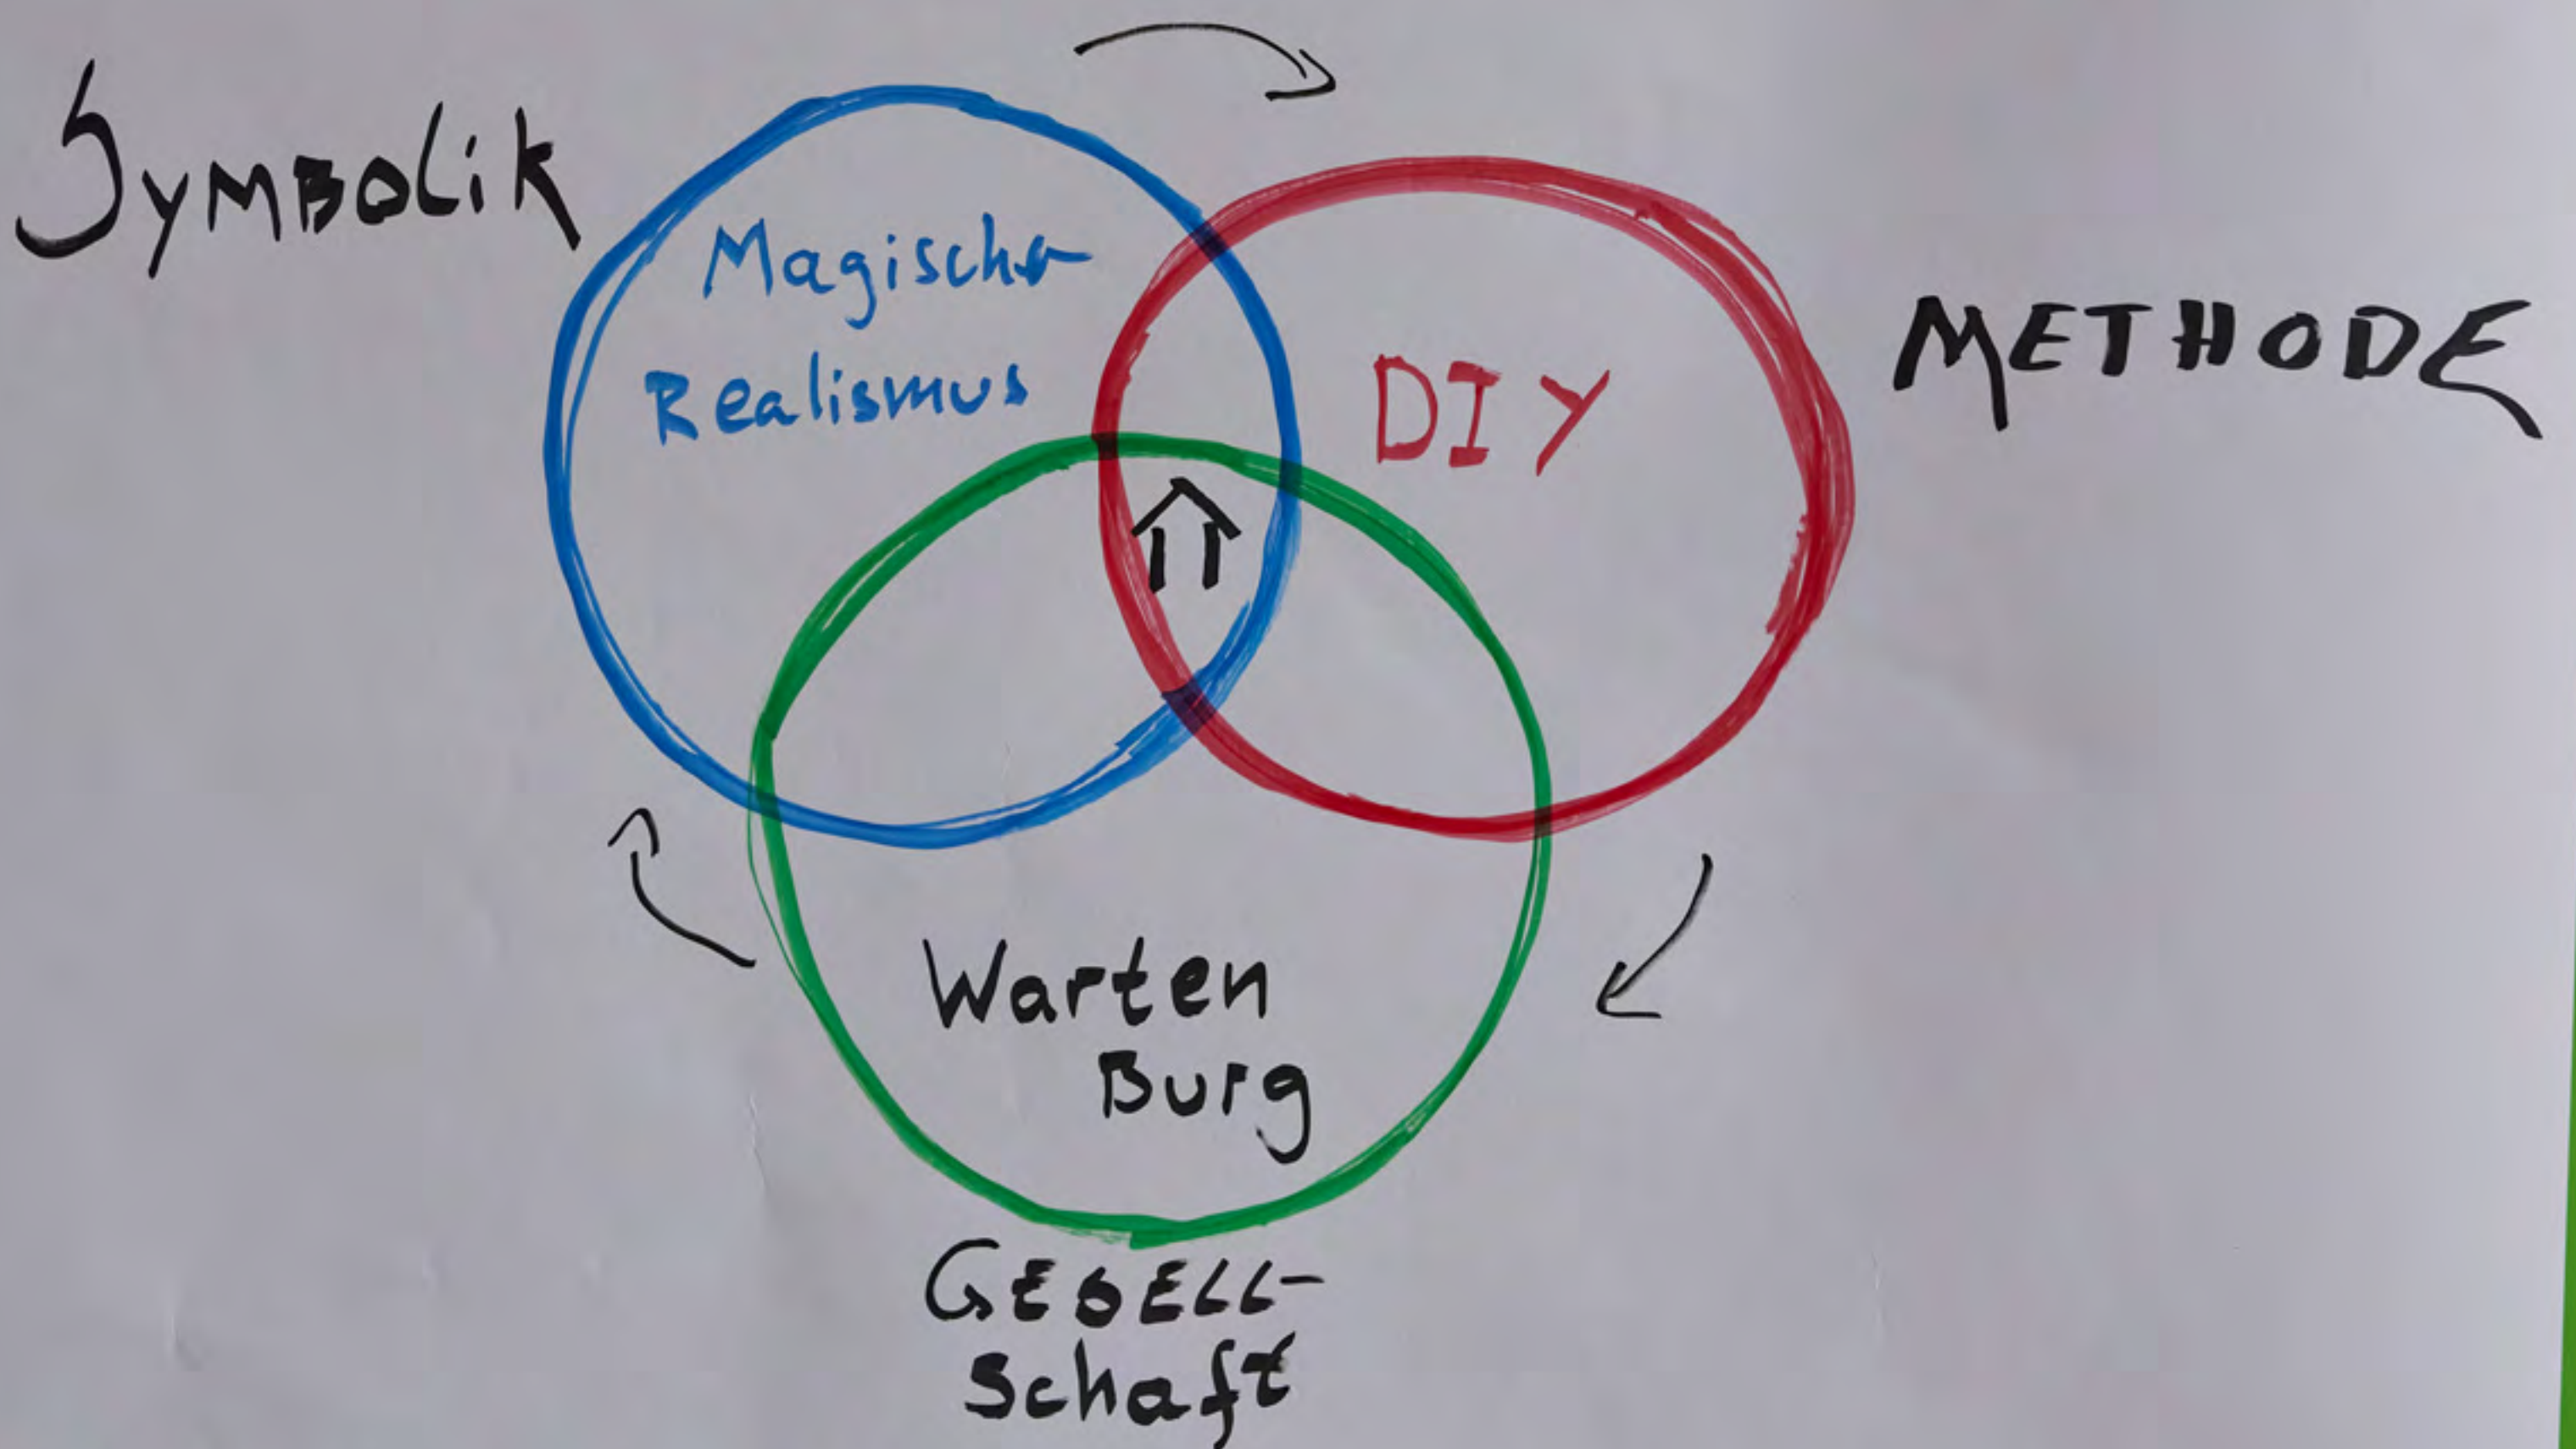 Symbolik
Magischer
Realismus
DIY
METHODE
Warten
Burg
GESELL-
Schaft